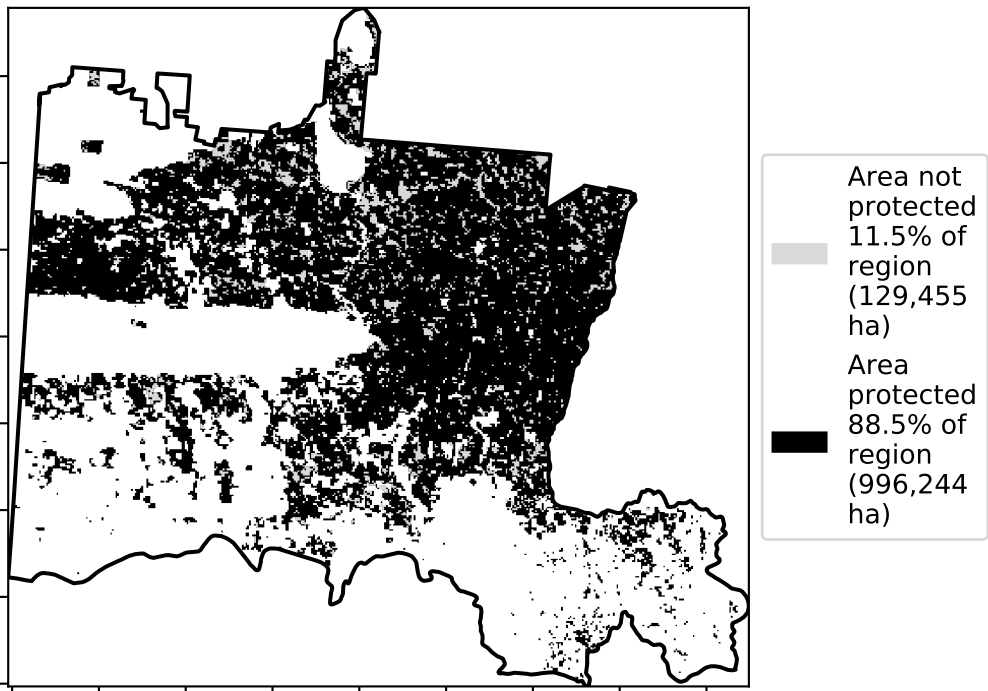 Area not
protected
11.5% of
region
(129,455
ha)
Area
protected
88.5% of
region
(996,244
ha)